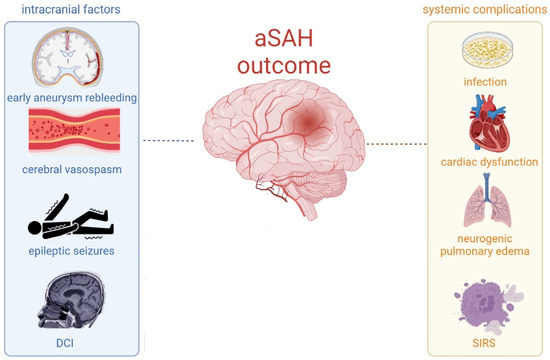 intracranial factors
early aneurysm rebleeding
cerebral vasospasm
epileptic seizures
DCI
aSAH
outcome
systemic complications
infection
cardiac dysfunction
neurogenic
pulmonary edema
SIRS